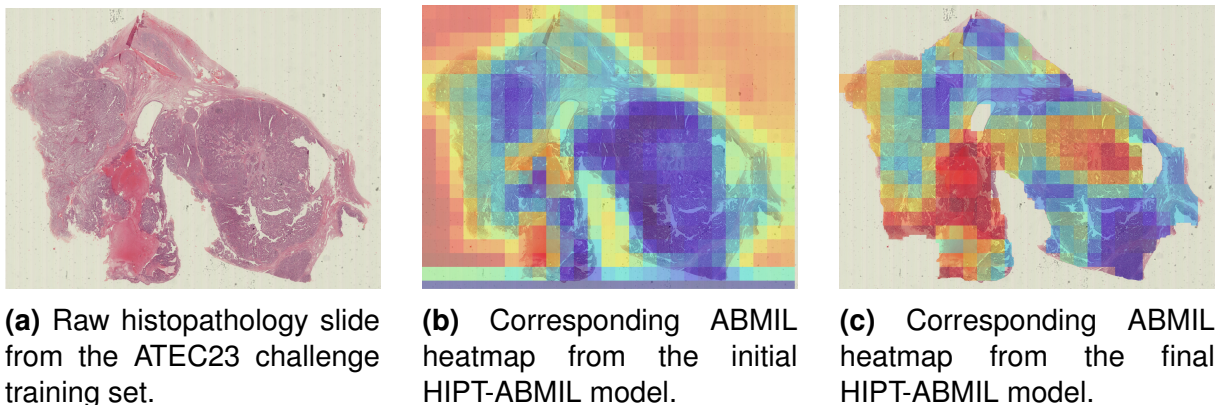 (a) Raw histopathology slide
from the ATEC23 challenge
training set.
(b) Corresponding ABMIL
heatmap from the initial
HIPT-ABMIL model.
(c) Corresponding ABMIL
heatmap from the final
HIPT-ABMIL model.